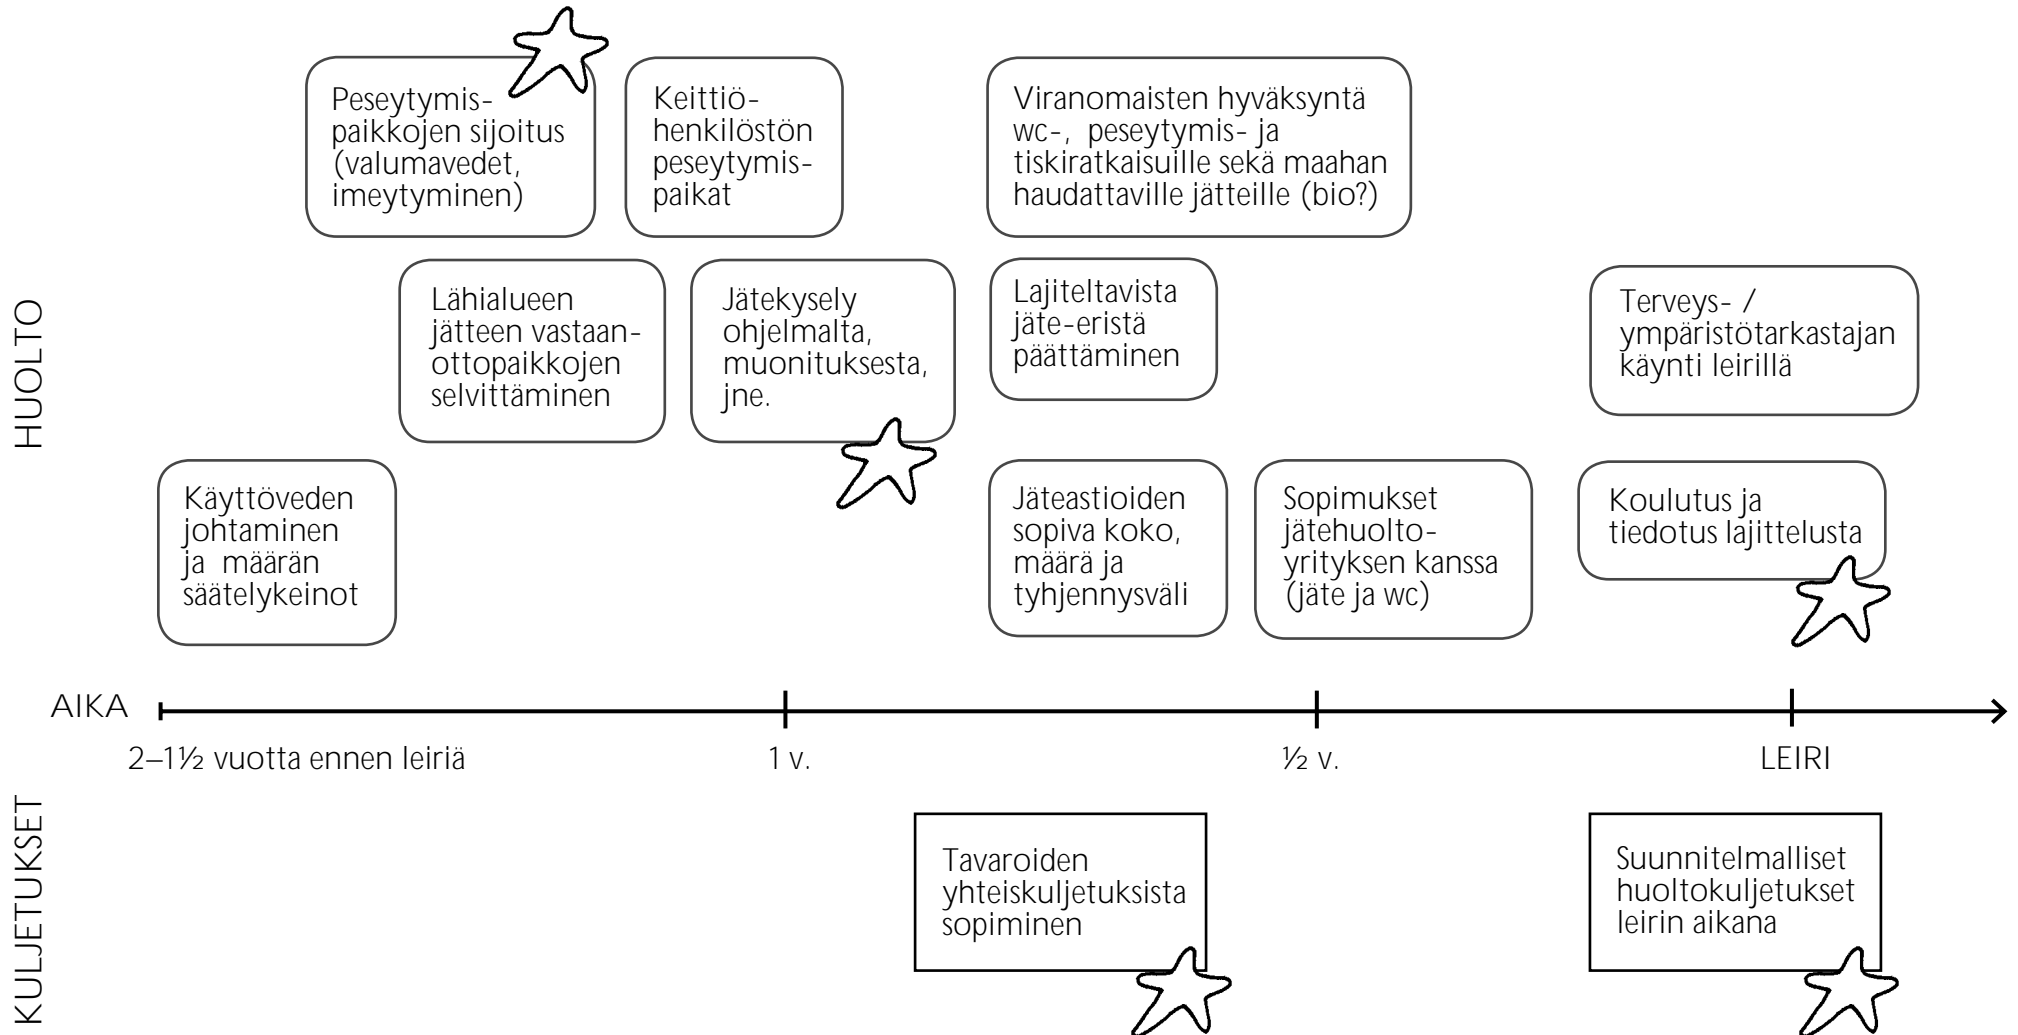 HUOLTO
Peseytymis-
paikkojen sijoitus
(valumavedet,
imeytyminen)
Keittiö-
henkilöstön
peseytymis-
paikat
Viranomaisten hyväksyntä
wc-, peseytymis- ja
tiskiratkaisuille sekä maahan
haudattaville jätteille (bio?)
Lähialueen
jätteen vastaan-
ottopaikkojen
selvittäminen
Jätekysely
ohjelmalta,
muonituksesta,
jne.
Lajiteltavista
jäte-eristä
päättäminen
Terveys- /
ympäristötarkastajan
käynti leirillä
Käyttöveden
johtaminen
ja määrän
säätelykeinot
Jäteastioiden
sopiva koko,
määrä ja
tyhjennysväli
Sopimukset
jätehuolto-
yrityksen kanssa
(jäte ja wc)
Koulutus ja
tiedotus lajittelusta
AIKA
2–1½ vuotta ennen leiriä
1 v.
½ v.
LEIRI
KULJETUKSET
Tavaroiden
yhteiskuljetuksista
sopiminen
Suunnitelmalliset
huoltokuljetukset
leirin aikana